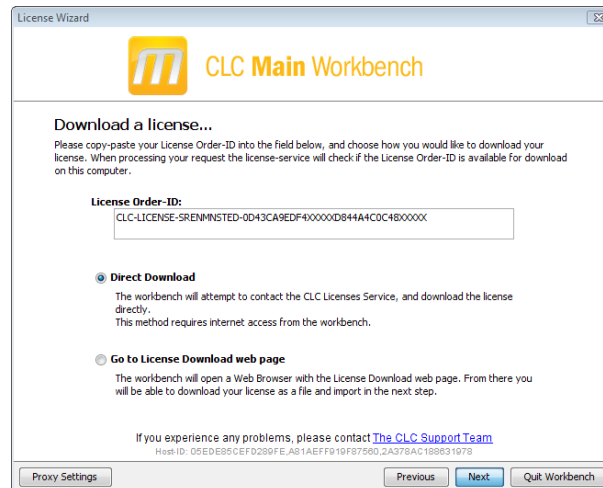 License Wizard
CLC Main Workbench
Download a license...
Please copy-paste your License Order-ID into the field below, and choose how you would like to download your
license. When processing your request the license-service will check if the License Order-ID is available for download
on this computer.
License Order-ID:
CLC-LICENSE-SRENMNSTED-0D43CA9EDF4XXXXXD844A4C0C48XXXXX
Direct Download
The workbench will attempt to contact the CLC Licenses Service, and download the license
directly.
This method requires internet access from the workbench.
Go to License Download web page
The workbench will open a Web Browser with the License Download web page. From there you
will be able to download your license as a file and import in the next step.
If you experience any problems, please contact The CLC Support Team
Host-ID: 05EDE85CEFD289FE,A81AEFF919F87560,2A378AC188631978
Proxy Settings
Previous
Next
Quit Workbench